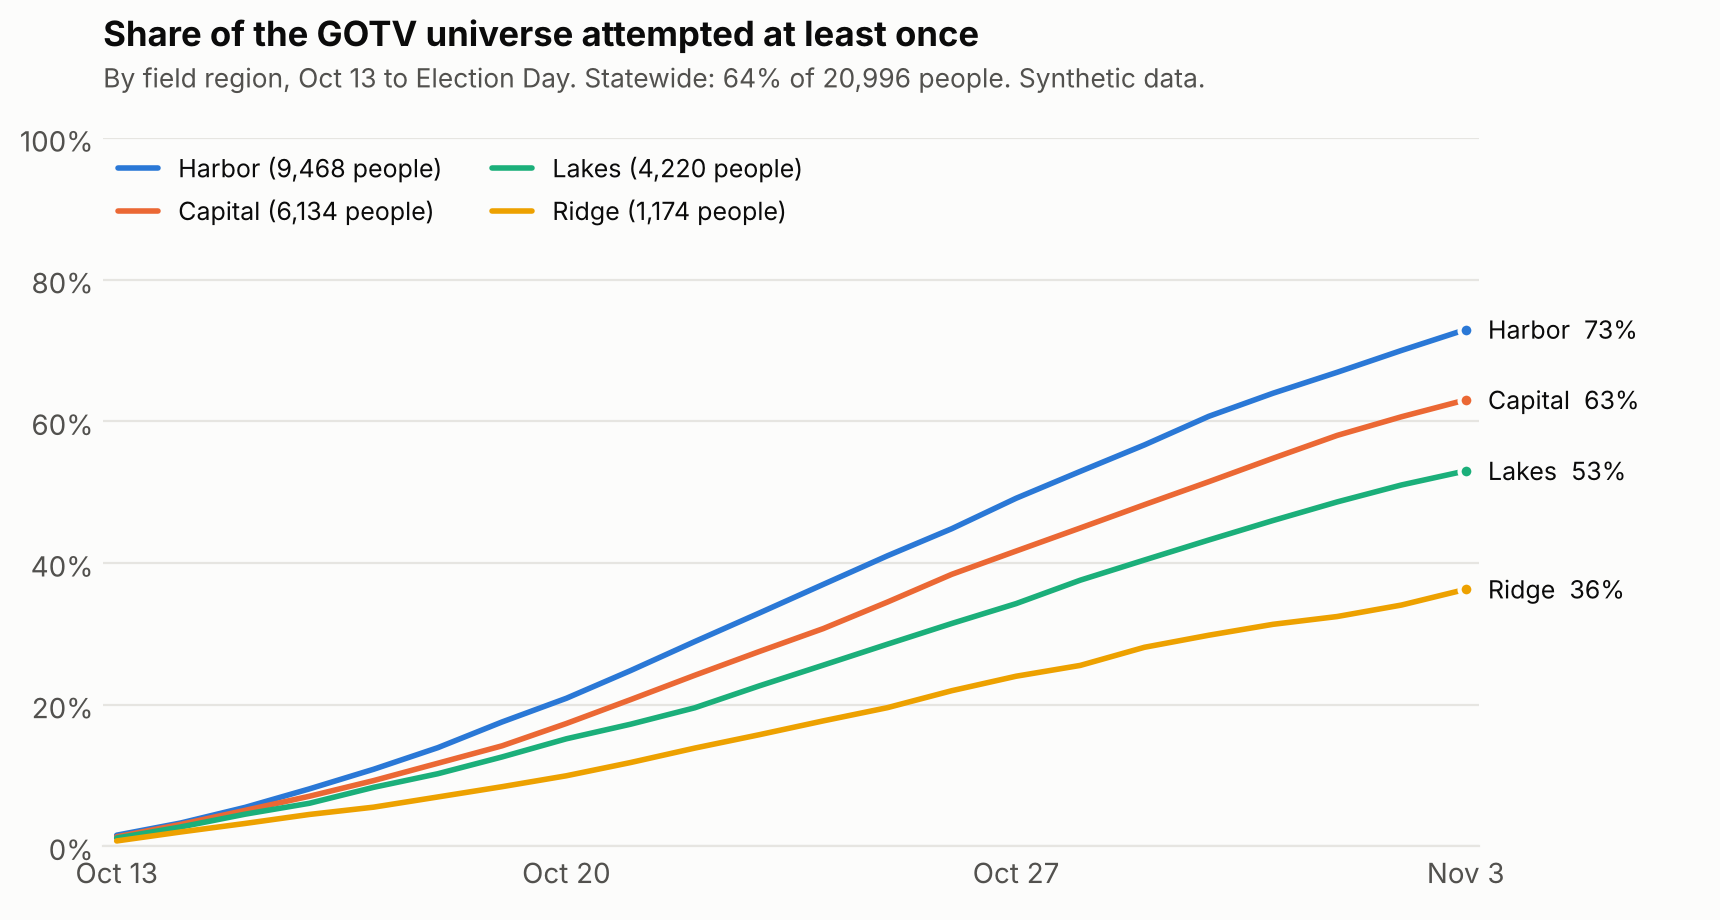 Share of the GOTV universe attempted at least once
By field region, Oct 13 to Election Day. Statewide: 64% of 20,996 people. Synthetic data.
100%
Harbor (9,468 people)
Lakes (4,220 people)
Capital (6,134 people)
Ridge (1,174 people)
80%
Harbor 73%
Capital 63%
60%
Lakes 53%
40%
Ridge 36%
20%
0%
Oct 13
Oct 20
Oct 27
Nov 3